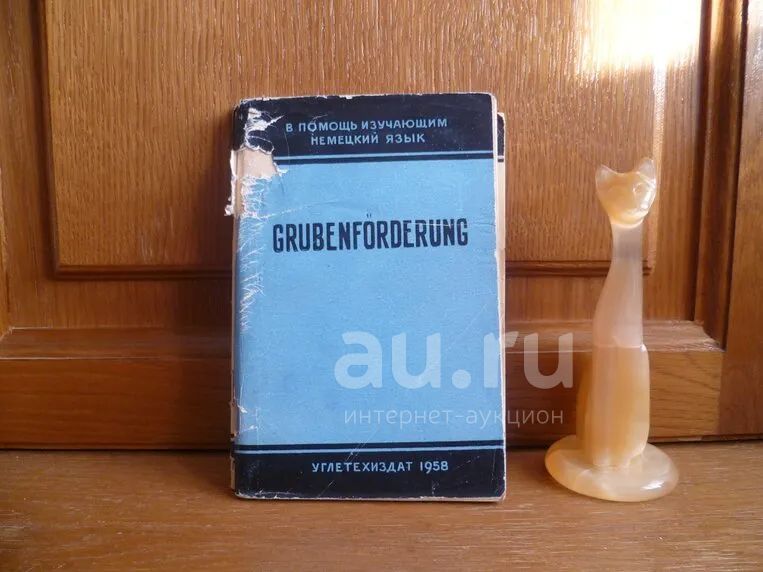 В ПОМОЩЬ ИЗУЧАЮЩИМ
НЕМЕЦКИЙ ЯЗЫК
GRUBENFÖRDERUNG
au.ru
интернет-аукцион
УГЛЕТЕХИЗДАТ 1958